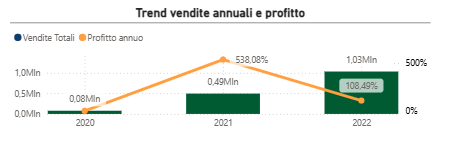 Trend vendite annuali e profitto
Vendite Totali Profitto annuo
538,08% 1,03Mln 500%
1,0Mln 0,49Mln
0,5Mln 0,08Mln 108,49%
0,0Mln 0%
2020 2021 2022